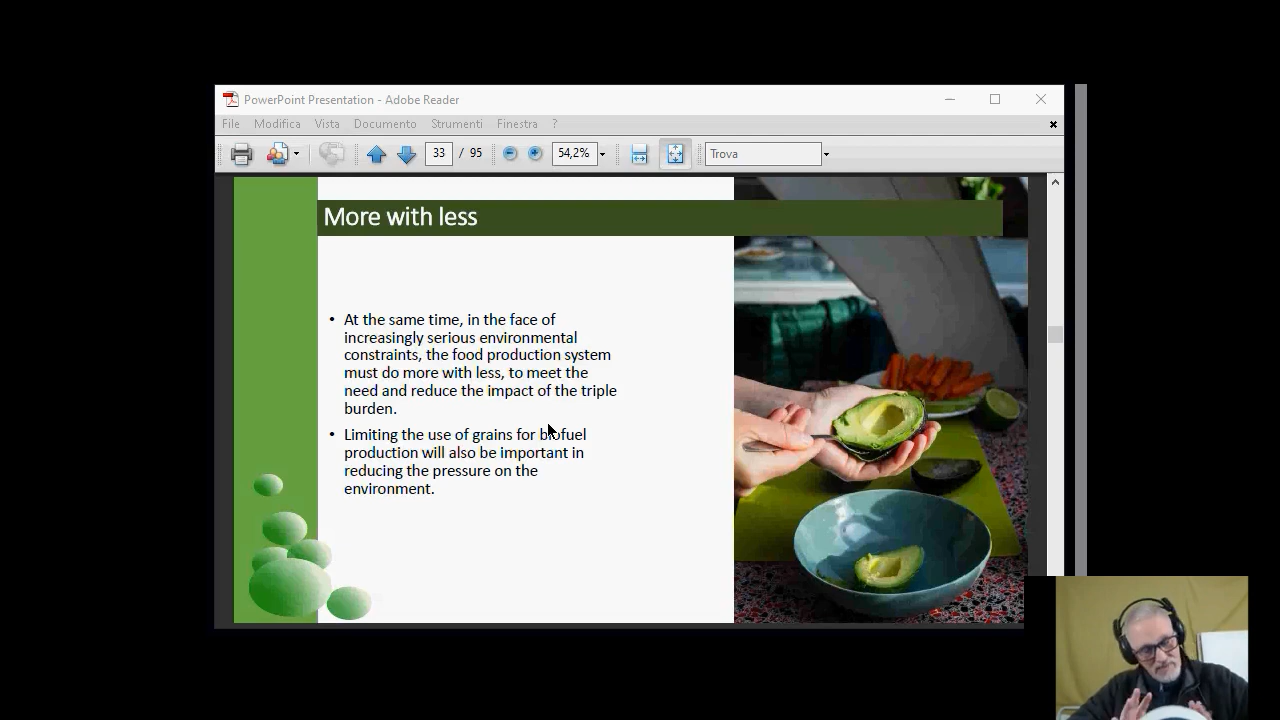 PowerPoint Presentation - Adobe Reader
File Modifica Vista Documento Strumenti Finestra ?
33 / 95 54,2% Trova
More with less
• At the same time, in the face of
increasingly serious environmental
constraints, the food production system
must do more with less, to meet the
need and reduce the impact of the triple
burden.
• Limiting the use of grains for biofuel
production will also be important in
reducing the pressure on the
environment.